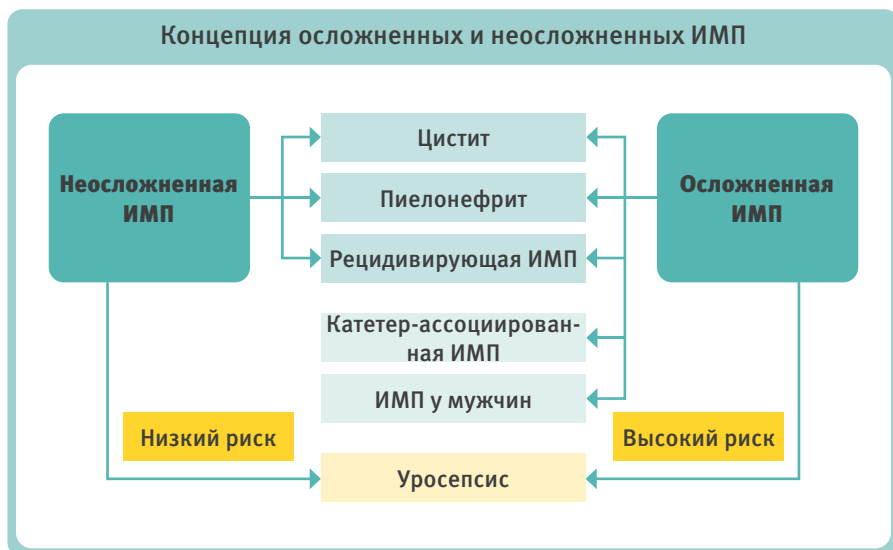 Концепция осложненных и неосложненных ИМП
Неосложненная
ИМП
Цистит
Пиелонефрит
Рецидивирующая ИМП
Катетер-ассоциирован-
ная ИМП
ИМП у мужчин
Осложненная
ИМП
Низкий риск
Высокий риск
Уросепсис